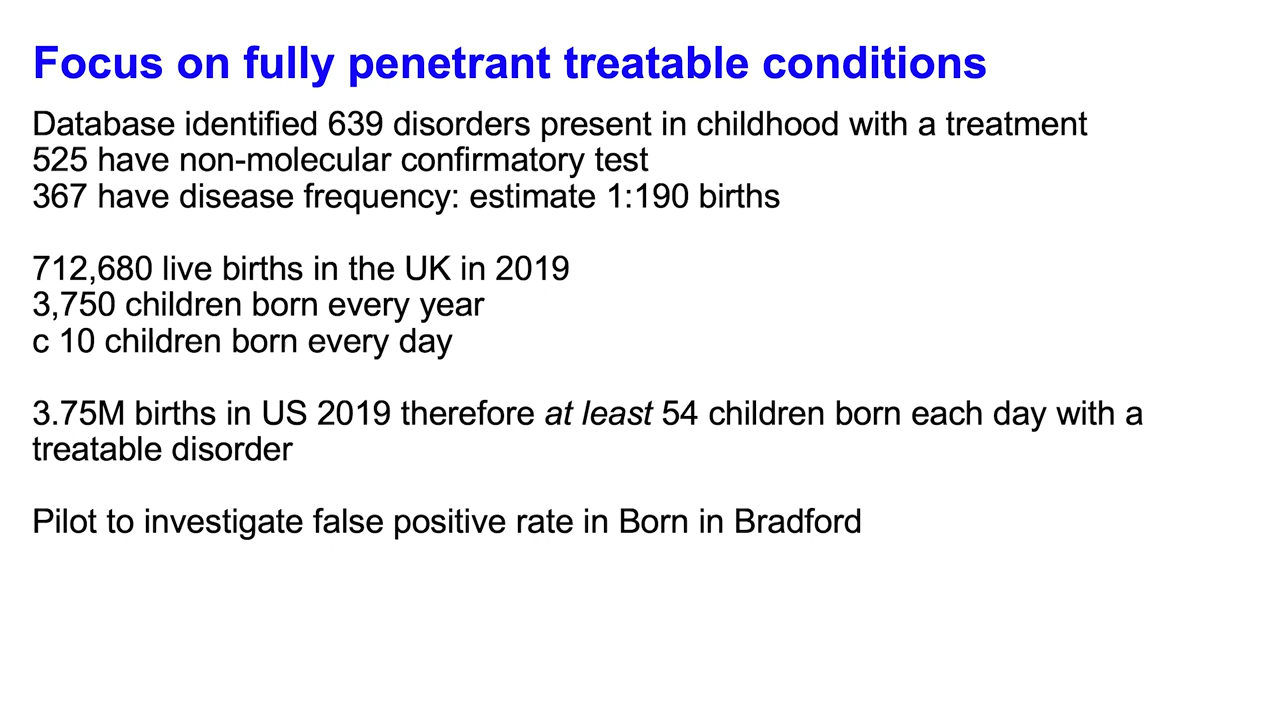 Focus on fully penetrant treatable conditions
Database identified 639 disorders present in childhood with a treatment
525 have non-molecular confirmatory test
367 have disease frequency: estimate 1:190 births
712,680 live births in the UK in 2019
3,750 children born every year
c 10 children born every day
3.75M births in US 2019 therefore at least 54 children born each day with a
treatable disorder
Pilot to investigate false positive rate in Born in Bradford